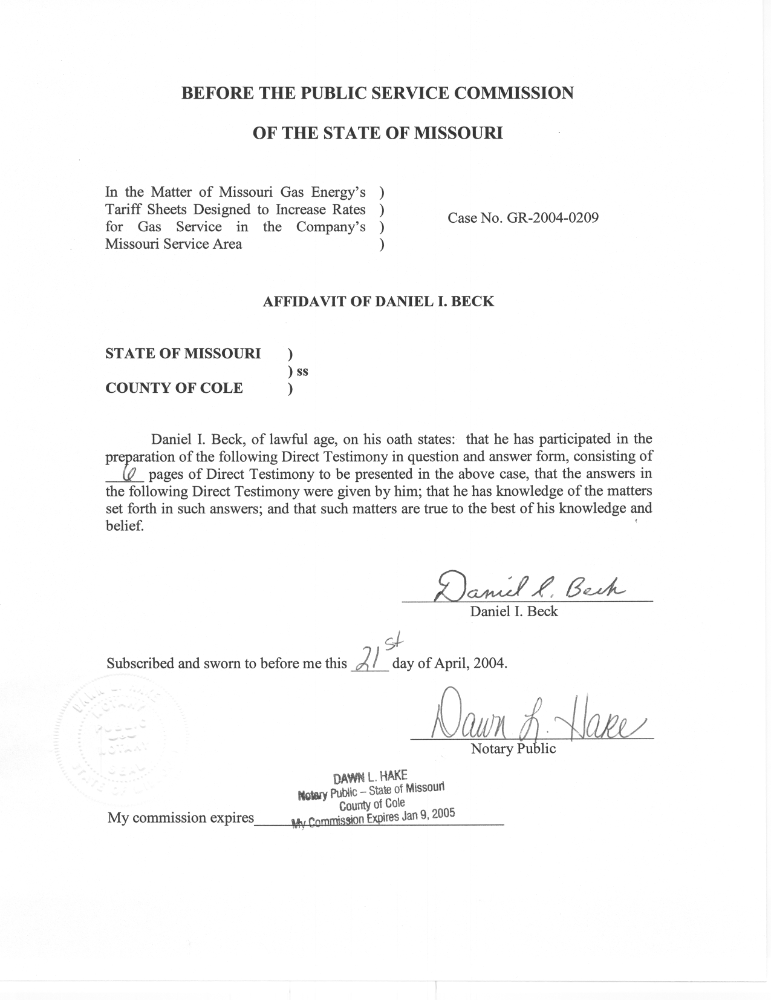 BEFORE THE PUBLIC SERVICE COMMISSION
OF THE STATE OF MISSOURI
In the Matter of Missouri Gas Energy's )
Tariff Sheets Designed to Increase Rates )
for Gas Service in the Company's )
Missouri Service Area )
Case No. GR-2004-0209
AFFIDAVIT OF DANIEL I. BECK
STATE OF MISSOURI )
) ss
COUNTY OF COLE )
Daniel I. Beck, of lawful age, on his oath states: that he has participated in the
preparation of the following Direct Testimony in question and answer form, consisting of
6 pages of Direct Testimony to be presented in the above case, that the answers in
the following Direct Testimony were given by him; that he has knowledge of the matters
set forth in such answers; and that such matters are true to the best of his knowledge and
belief.
Daniel I. Beck
Daniel I. Beck
Subscribed and sworn to before me this 21st day of April, 2004.
DAWN L. HAKE
NOTARY
PUBLIC
NOTARY
SEAL
STATE OF
Dawn L. Hake
Notary Public
DAWN L. HAKE
Notary Public – State of Missouri
County of Cole
My commission expires My Commission Expires Jan 9, 2005